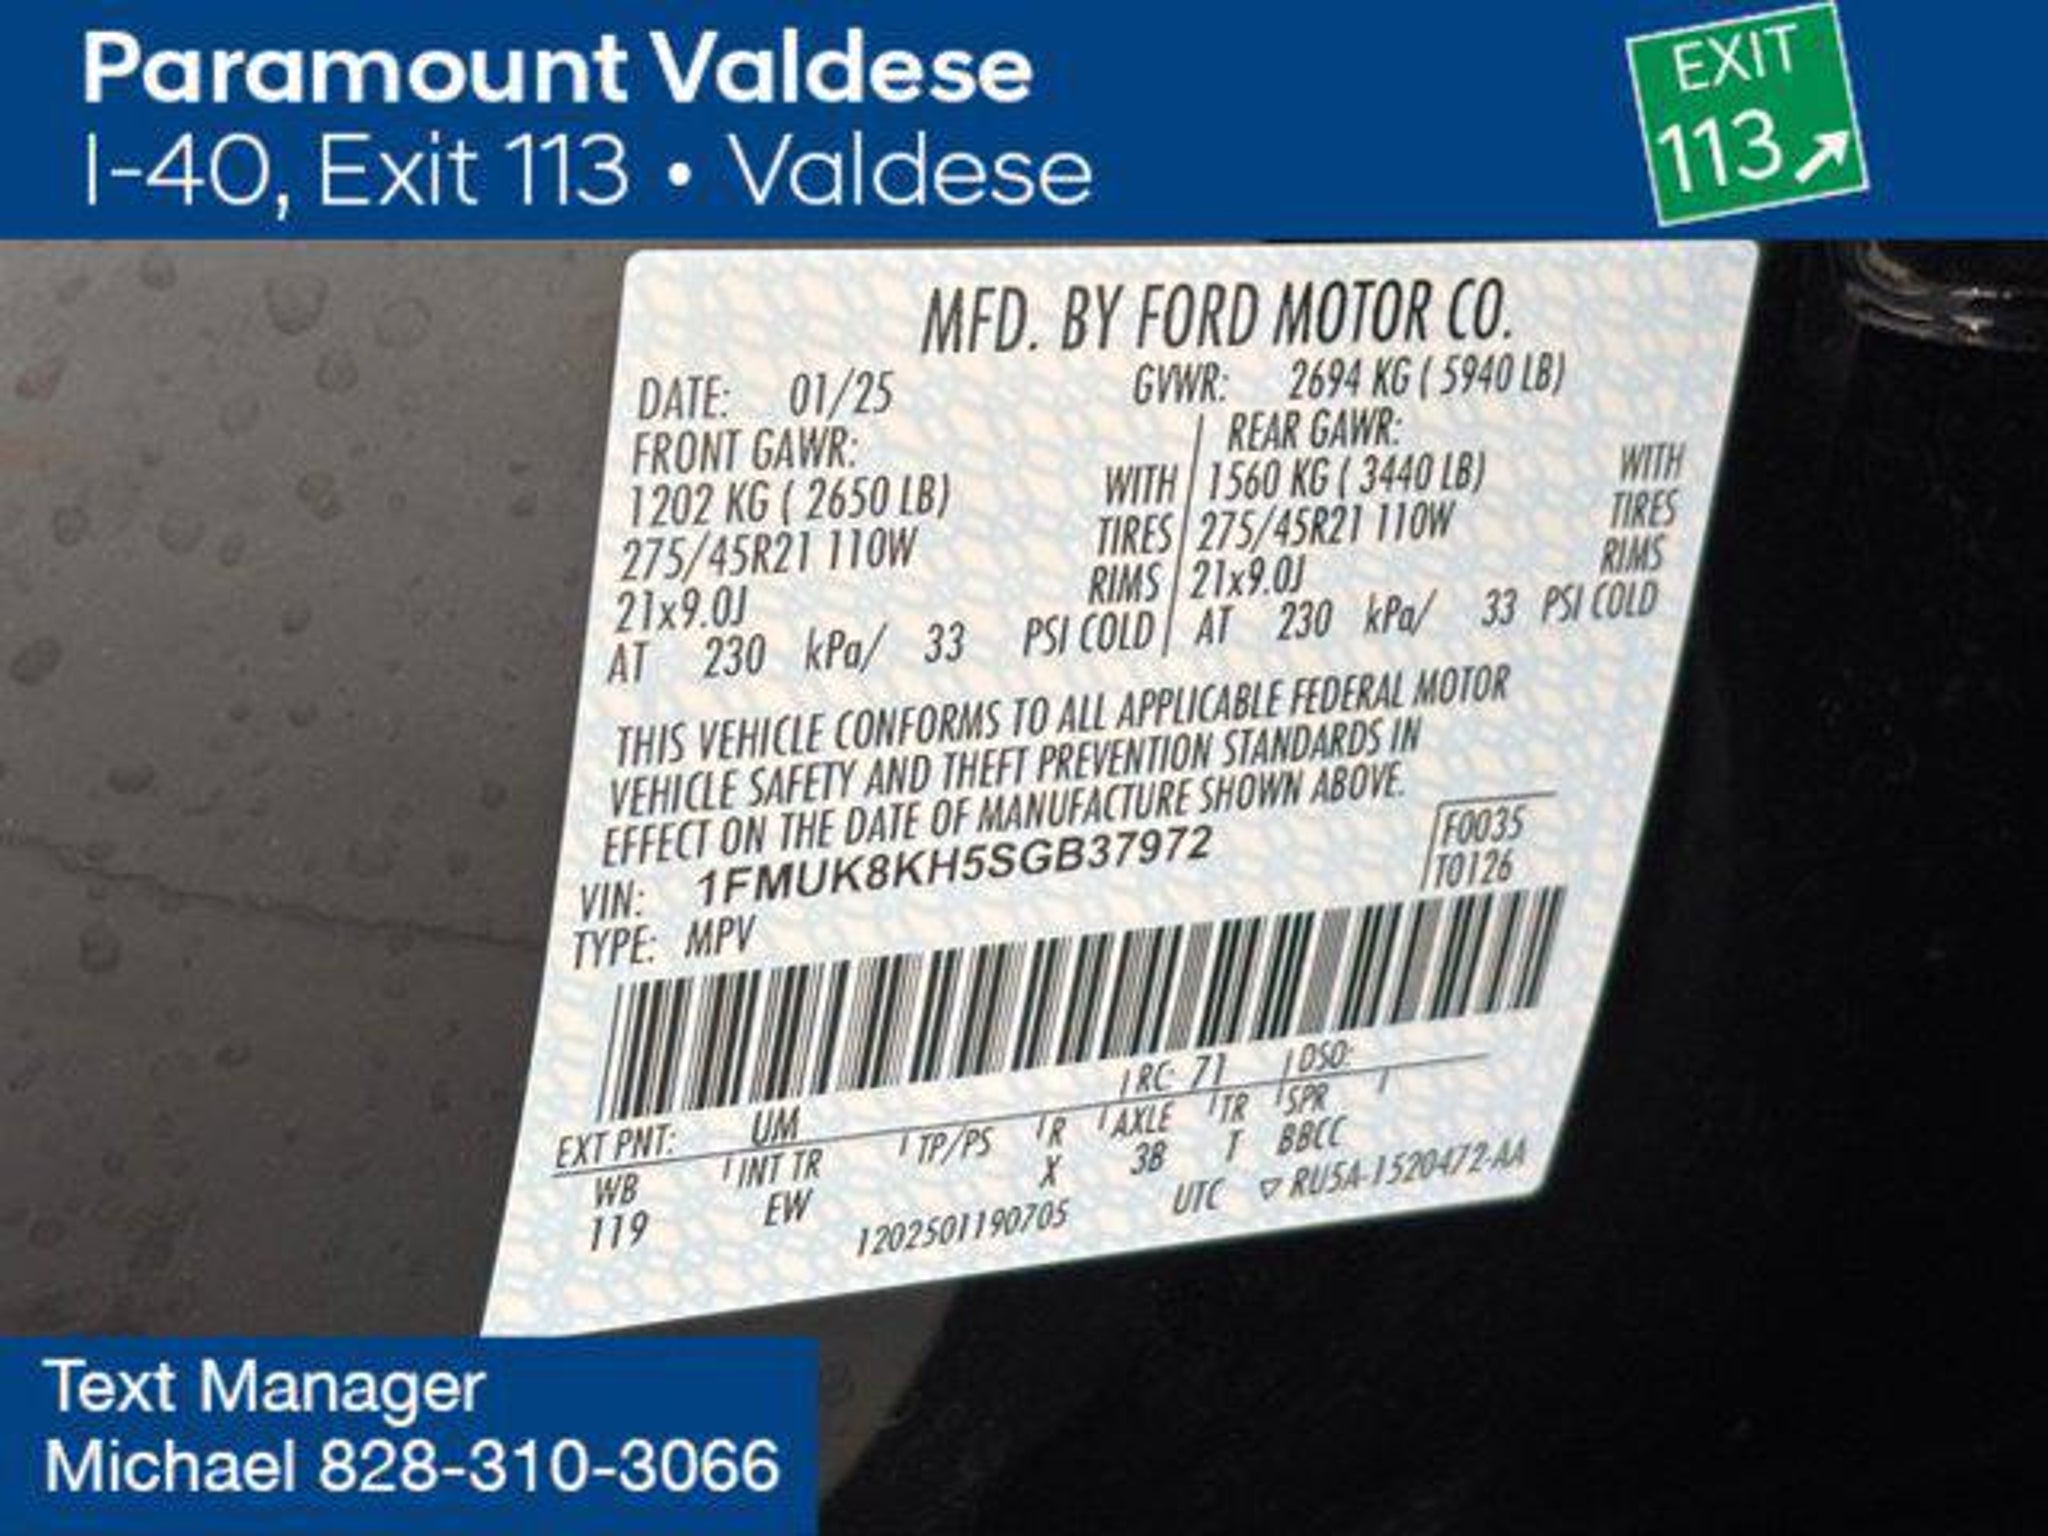 Paramount Valdese
I-40, Exit 113 • Valdese
EXIT
113
MFD. BY FORD MOTOR CO.
DATE: 01/25 GVWR: 2694 KG ( 5940 LB)
FRONT GAWR: REAR GAWR:
1202 KG ( 2650 LB) WITH 1560 KG ( 3440 LB) WITH
275/45R21 110W TIRES 275/45R21 110W TIRES
21x9.0J RIMS 21x9.0J RIMS
AT 230 kPa/ 33 PSI COLD AT 230 kPa/ 33 PSI COLD
THIS VEHICLE CONFORMS TO ALL APPLICABLE FEDERAL MOTOR
VEHICLE SAFETY AND THEFT PREVENTION STANDARDS IN
EFFECT ON THE DATE OF MANUFACTURE SHOWN ABOVE.
VIN: 1FMUK8KH5SGB37972 F0035
TYPE: MPV T0126
EXT PNT: UM RC: 71 DSO:
WB INT TR TP/PS R AXLE TR SPR
119 EW X 3B T BBCC
1202501190705 UTC ▽ RU5A-1520472-AA
Text Manager
Michael 828-310-3066